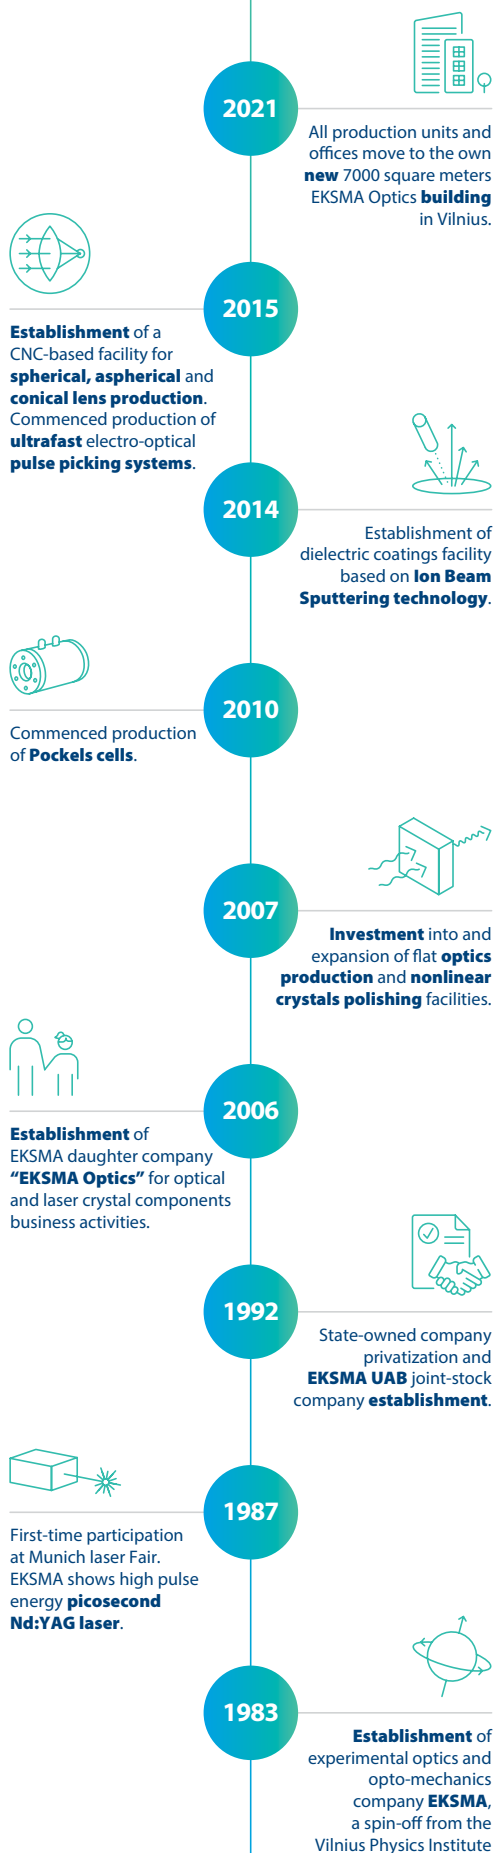 2021
All production units and
offices move to the own
new 7000 square meters
EKSMA Optics building
in Vilnius.
2015
Establishment of a
CNC-based facility for
spherical, aspherical and
conical lens production.
Commenced production of
ultrafast electro-optical
pulse picking systems.
2014
Establishment of
dielectric coatings facility
based on Ion Beam
Sputtering technology.
2010
Commenced production
of Pockels cells.
2007
Investment into and
expansion of flat optics
production and nonlinear
crystals polishing facilities.
2006
Establishment of
EKSMA daughter company
“EKSMA Optics” for optical
and laser crystal components
business activities.
1992
State-owned company
privatization and
EKSMA UAB joint-stock
company establishment.
1987
First-time participation
at Munich laser Fair.
EKSMA shows high pulse
energy picosecond
Nd:YAG laser.
1983
Establishment of
experimental optics and
opto-mechanics
company EKSMA,
a spin-off from the
Vilnius Physics Institute